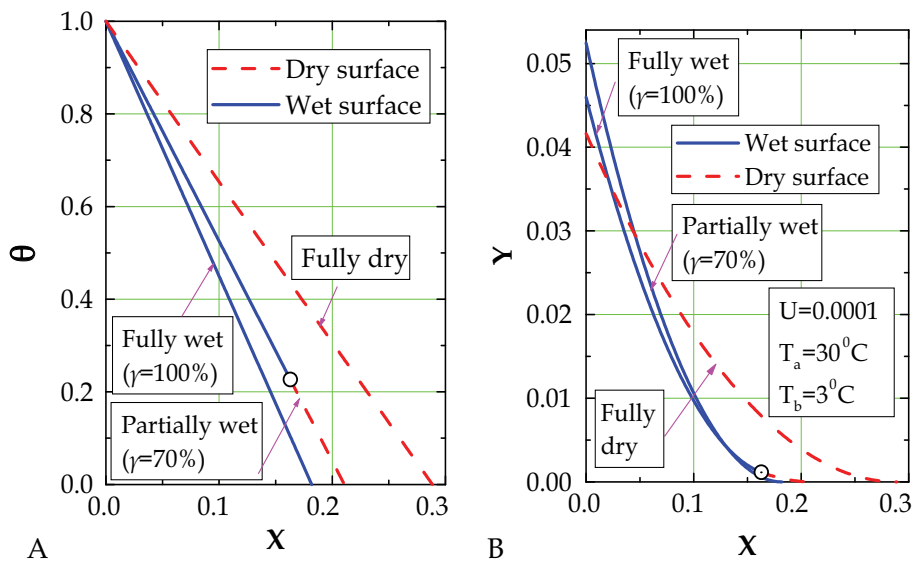 1.0
0.8
0.6
0.4
0.2
0.0
θ
0.0
0.1
0.2
0.3
X
A
Dry surface
Wet surface
Fully dry
Fully wet
(γ=100%)
Partially wet
(γ=70%)
0.05
0.04
0.03
0.02
0.01
0.00
Y
0.0
0.1
0.2
0.3
X
B
Fully wet
(γ=100%)
Wet surface
Dry surface
Partially wet
(γ=70%)
U=0.0001
Tₐ=30⁰C
T_b=3⁰C
Fully
dry